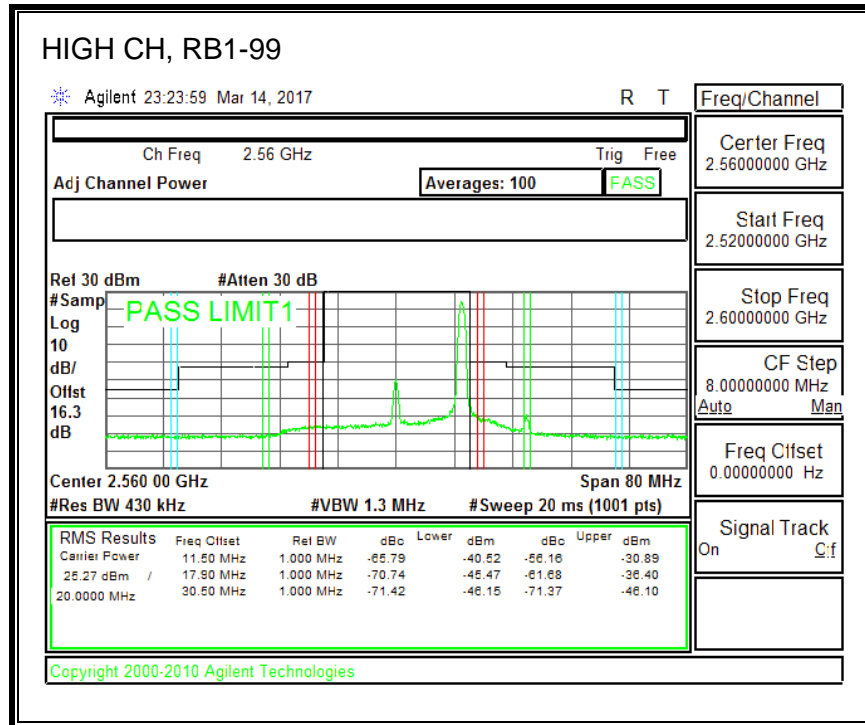 HIGH CH, RB1-99
Agilent 23:23:59 Mar 14, 2017 R T
Freq/Channel
Ch Freq 2.56 GHz Trig Free
Adj Channel Power Averages: 100 PASS
Center Freq
2.56000000 GHz
Start Freq
2.52000000 GHz
Stop Freq
2.60000000 GHz
CF Step
8.00000000 MHz
Auto Man
Freq Offset
0.00000000 Hz
Signal Track
On Off
Ref 30 dBm #Atten 30 dB
#Samp
Log
10
dB/
Offst
16.3
dB
PASS LIMIT1
Center 2.560 00 GHz Span 80 MHz
#Res BW 430 kHz #VBW 1.3 MHz #Sweep 20 ms (1001 pts)
RMS Results Freq Offset Ref BW dBc Lower dBm dBc Upper dBm
Carrier Power 11.50 MHz 1.000 MHz -65.79 -40.52 -56.16 -30.89
25.27 dBm / 17.90 MHz 1.000 MHz -70.74 -45.47 -61.68 -36.40
20.0000 MHz 30.50 MHz 1.000 MHz -71.42 -46.15 -71.37 -46.10
Copyright 2000-2010 Agilent Technologies